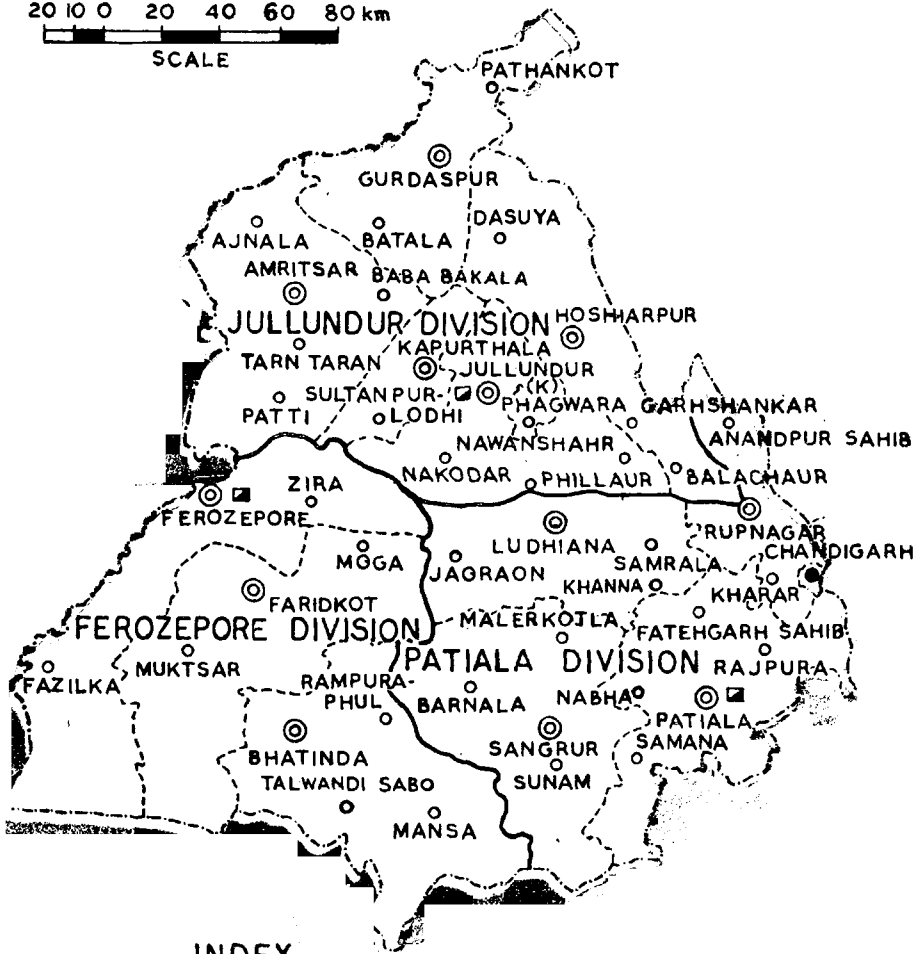 20 10 0 20 40 60 80 km
SCALE
PATHANKOT
GURDASPUR
DASUYA
AJNALA
BATALA
AMRITSAR
BABA BAKALA
HOSHIARPUR
JULLUNDUR DIVISION
KAPURTHALA
TARN TARAN
JULLUNDUR
(K)
SULTANPUR-
LODHI
PATTI
PHAGWARA
GARHSHANKAR
ANANDPUR SAHIB
NAWANSHAHR
NAKODAR
PHILLAUR
BALACHAUR
ZIRA
FEROZEPORE
RUPNAGAR
LUDHIANA
CHANDIGARH
MOGA
JAGRAON
SAMRALA
KHANNA
KHARAR
FARIDKOT
MALERKOTLA
FATEHGARH SAHIB
FEROZEPORE DIVISION
PATIALA DIVISION
MUKTSAR
RAJPURA
FAZILKA
RAMPURA-
PHUL
BARNALA
NABHA
PATIALA
SANGRUR
SAMANA
BHATINDA
SUNAM
TALWANDI SABO
MANSA
INDEX